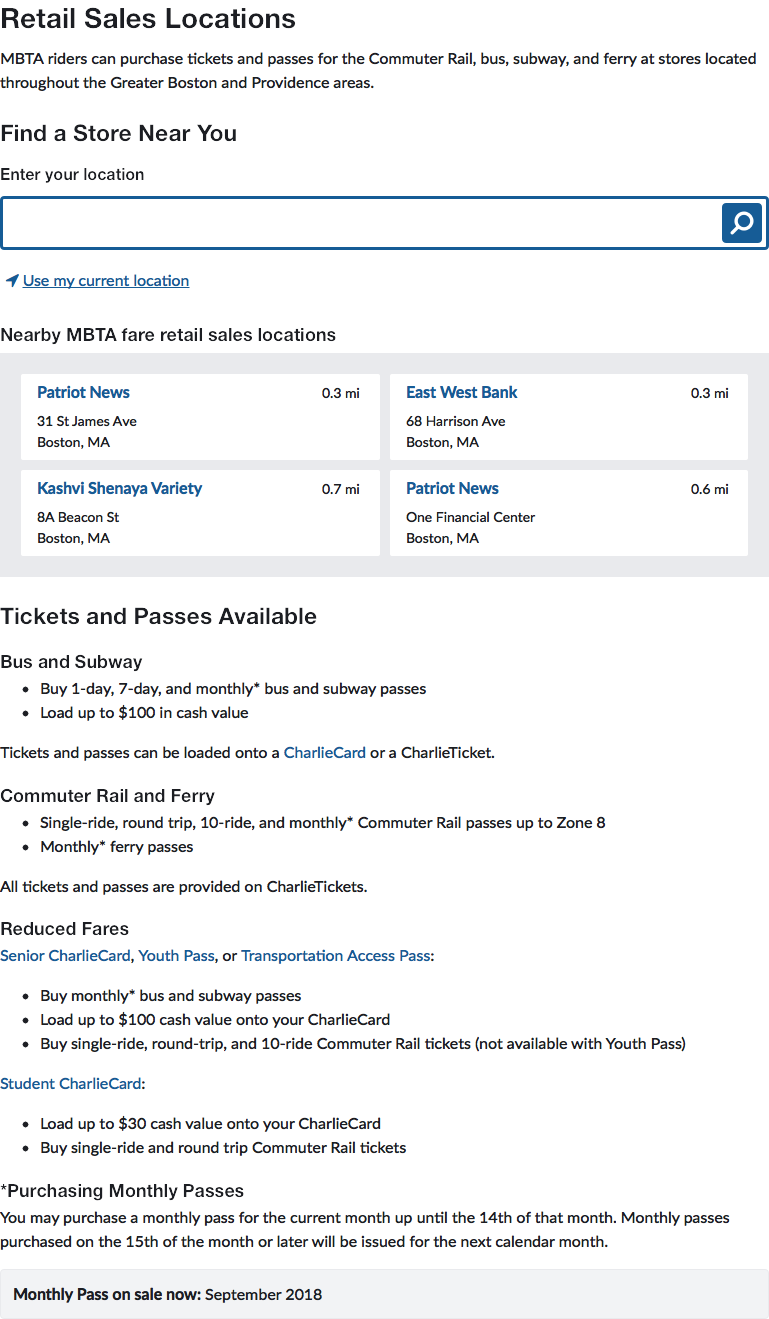 Retail Sales Locations
MBTA riders can purchase tickets and passes for the Commuter Rail, bus, subway, and ferry at stores located
throughout the Greater Boston and Providence areas.
Find a Store Near You
Enter your location
Use my current location
Nearby MBTA fare retail sales locations
Patriot News 0.3 mi
31 St James Ave
Boston, MA
East West Bank 0.3 mi
68 Harrison Ave
Boston, MA
Kashvi Shenaya Variety 0.7 mi
8A Beacon St
Boston, MA
Patriot News 0.6 mi
One Financial Center
Boston, MA
Tickets and Passes Available
Bus and Subway
• Buy 1-day, 7-day, and monthly* bus and subway passes
• Load up to $100 in cash value
Tickets and passes can be loaded onto a CharlieCard or a CharlieTicket.
Commuter Rail and Ferry
• Single-ride, round trip, 10-ride, and monthly* Commuter Rail passes up to Zone 8
• Monthly* ferry passes
All tickets and passes are provided on CharlieTickets.
Reduced Fares
Senior CharlieCard, Youth Pass, or Transportation Access Pass:
• Buy monthly* bus and subway passes
• Load up to $100 cash value onto your CharlieCard
• Buy single-ride, round-trip, and 10-ride Commuter Rail tickets (not available with Youth Pass)
Student CharlieCard:
• Load up to $30 cash value onto your CharlieCard
• Buy single-ride and round trip Commuter Rail tickets
*Purchasing Monthly Passes
You may purchase a monthly pass for the current month up until the 14th of that month. Monthly passes
purchased on the 15th of the month or later will be issued for the next calendar month.
Monthly Pass on sale now: September 2018